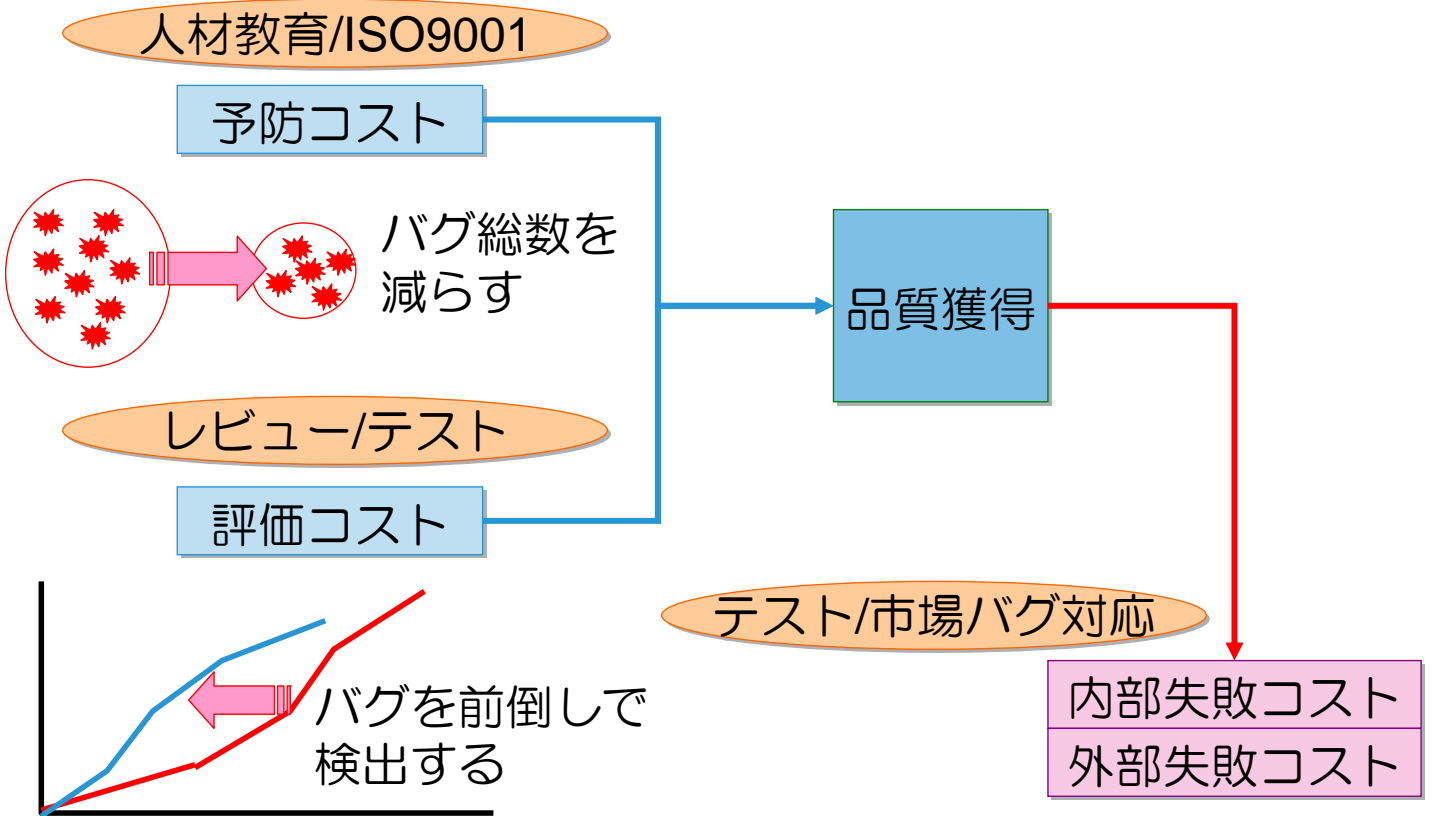 人材教育/ISO9001
予防コスト
バグ総数を
減らす
品質獲得
レビュー/テスト
評価コスト
テスト/市場バグ対応
バグを前倒しで
検出する
内部失敗コスト
外部失敗コスト